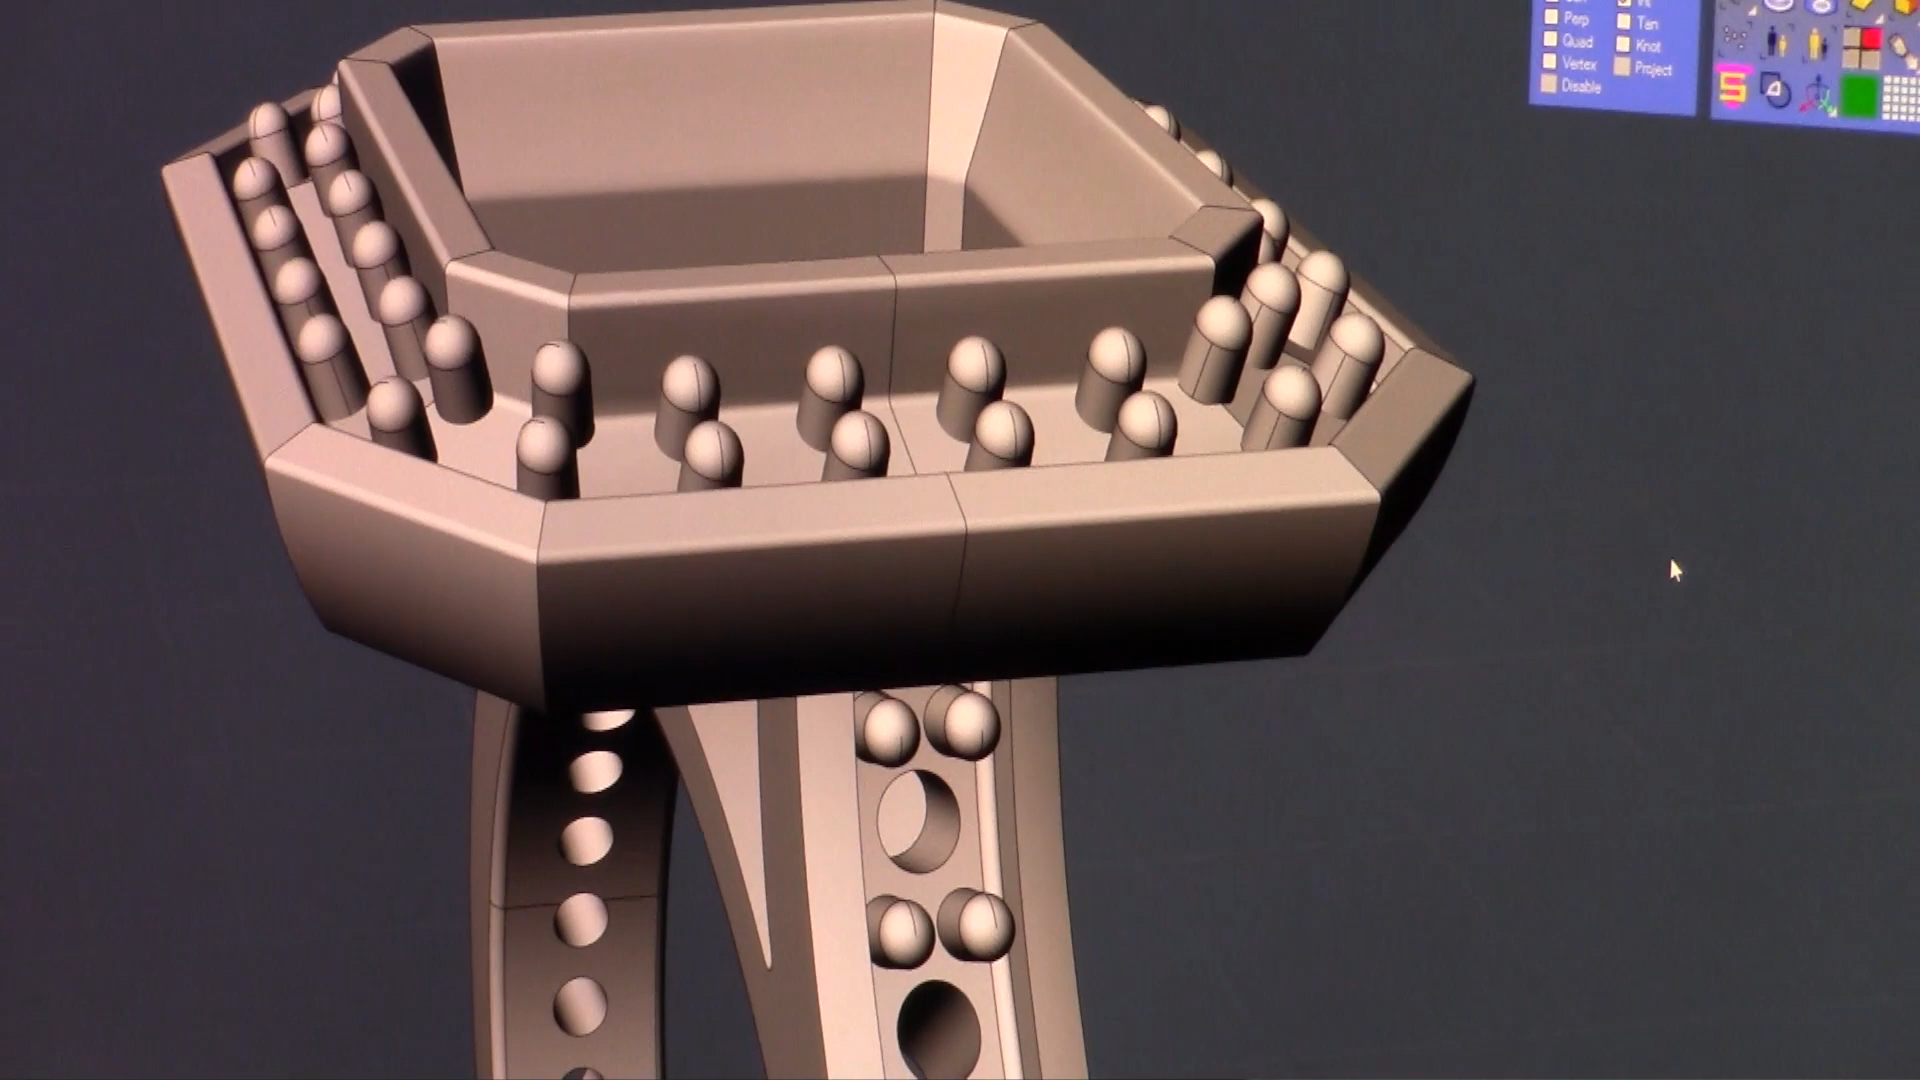 Perp
Tan
Quad
Knot
Vertex
Project
Disable
S